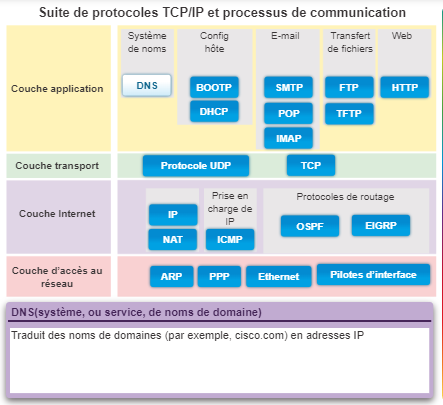 Suite de protocoles TCP/IP et processus de communication
Système de noms
Config hôte
E-mail
Transfert de fichiers
Web
Couche application
DNS
BOOTP
DHCP
SMTP
POP
IMAP
FTP
TFTP
HTTP
Couche transport
Protocole UDP
TCP
Couche Internet
IP
NAT
Prise en charge de IP
ICMP
Protocoles de routage
OSPF
EIGRP
Couche d'accès au réseau
ARP
PPP
Ethernet
Pilotes d'interface
DNS(système, ou service, de noms de domaine)
Traduit des noms de domaines (par exemple, cisco.com) en adresses IP